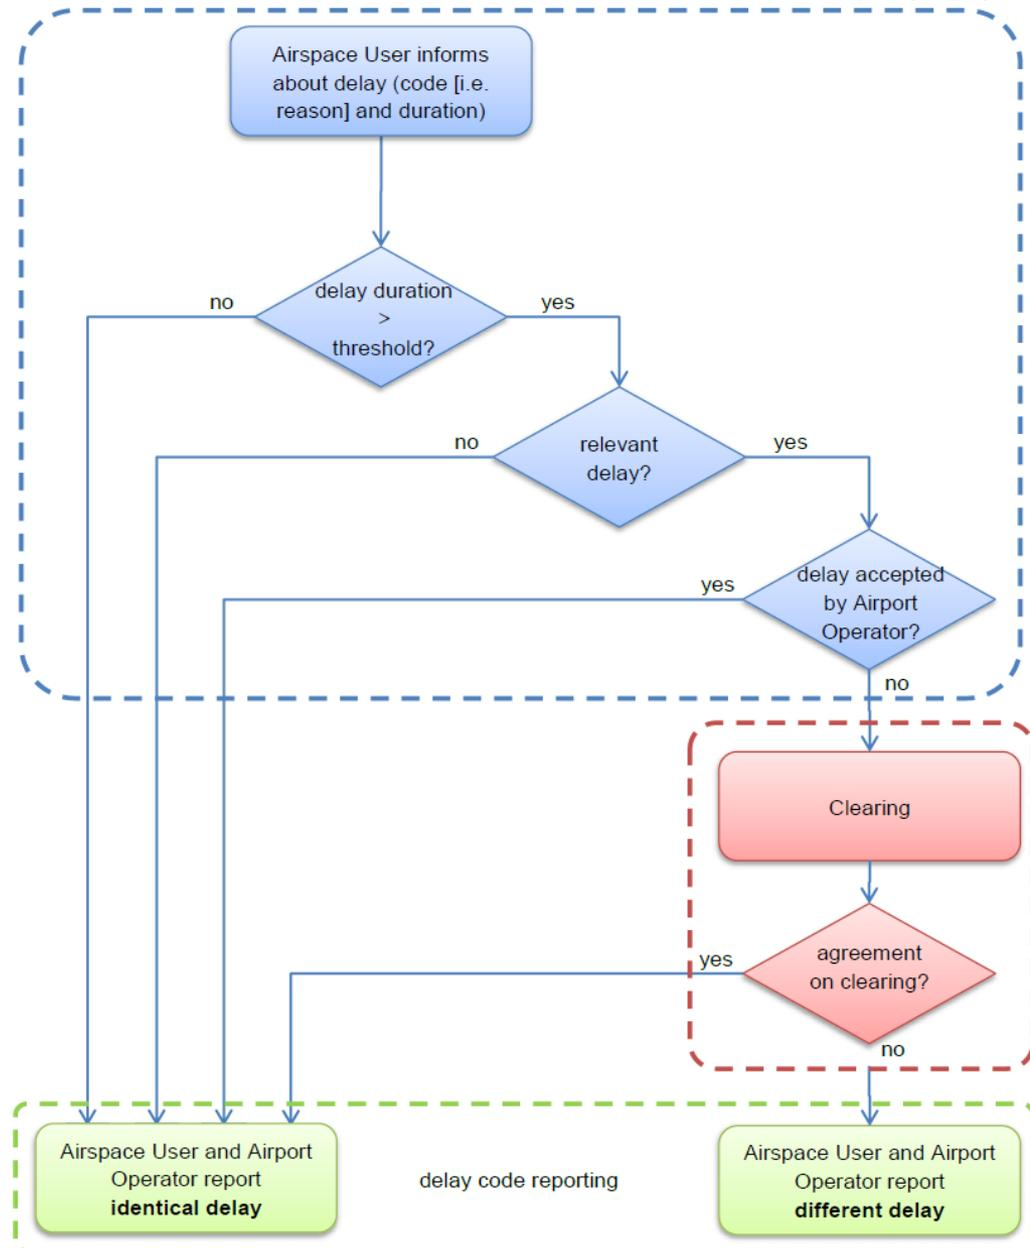 Airspace User informs
about delay (code [i.e.
reason] and duration)
delay duration
>
threshold?
no
yes
relevant
delay?
no
yes
delay accepted
by Airport
Operator?
yes
no
Clearing
agreement
on clearing?
yes
no
Airspace User and Airport
Operator report
identical delay
delay code reporting
Airspace User and Airport
Operator report
different delay